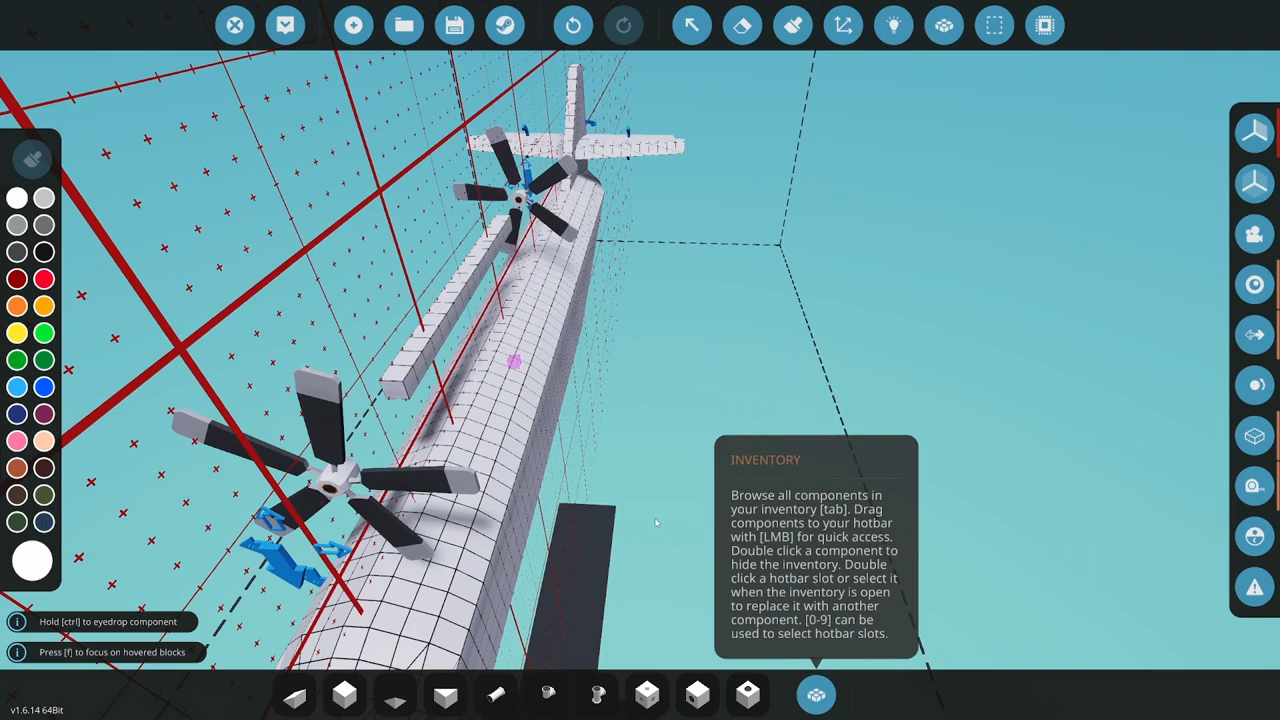 INVENTORY
Browse all components in
your inventory [tab]. Drag
components to your hotbar
with [LMB] for quick access.
Double click a component to
hide the inventory. Double
click a hotbar slot or select it
when the inventory is open
to replace it with another
component. [0-9] can be
used to select hotbar slots.
Hold [ctrl] to eyedrop component
Press [f] to focus on hovered blocks
v1.6.14 64Bit